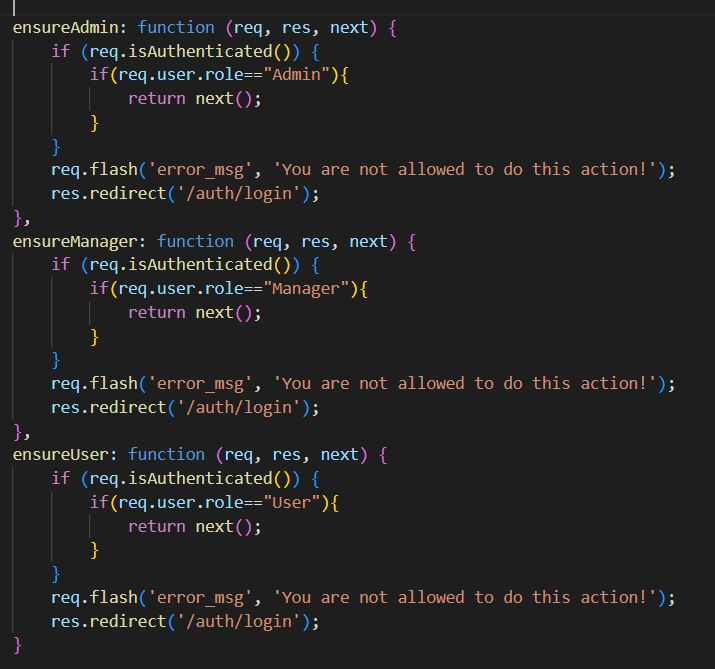 ensureAdmin: function (req, res, next) {
    if (req.isAuthenticated()) {
        if(req.user.role=="Admin"){
            return next();
        }
    }
    req.flash('error_msg', 'You are not allowed to do this action!');
    res.redirect('/auth/login');
},
ensureManager: function (req, res, next) {
    if (req.isAuthenticated()) {
        if(req.user.role=="Manager"){
            return next();
        }
    }
    req.flash('error_msg', 'You are not allowed to do this action!');
    res.redirect('/auth/login');
},
ensureUser: function (req, res, next) {
    if (req.isAuthenticated()) {
        if(req.user.role=="User"){
            return next();
        }
    }
    req.flash('error_msg', 'You are not allowed to do this action!');
    res.redirect('/auth/login');
}